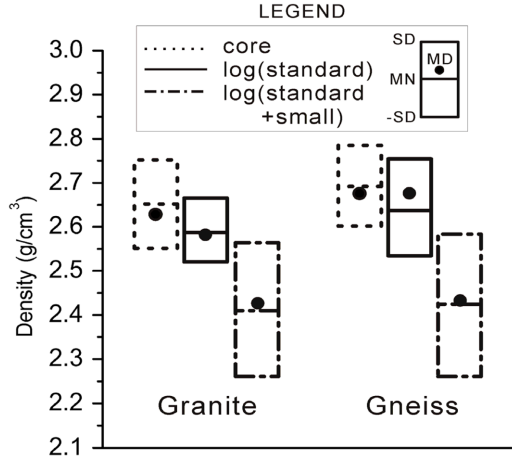 LEGEND
core
log(standard)
log(standard
+small)
SD
MD
MN
-SD
Density (g/cm³)
3.0
2.9
2.8
2.7
2.6
2.5
2.4
2.3
2.2
2.1
Granite
Gneiss